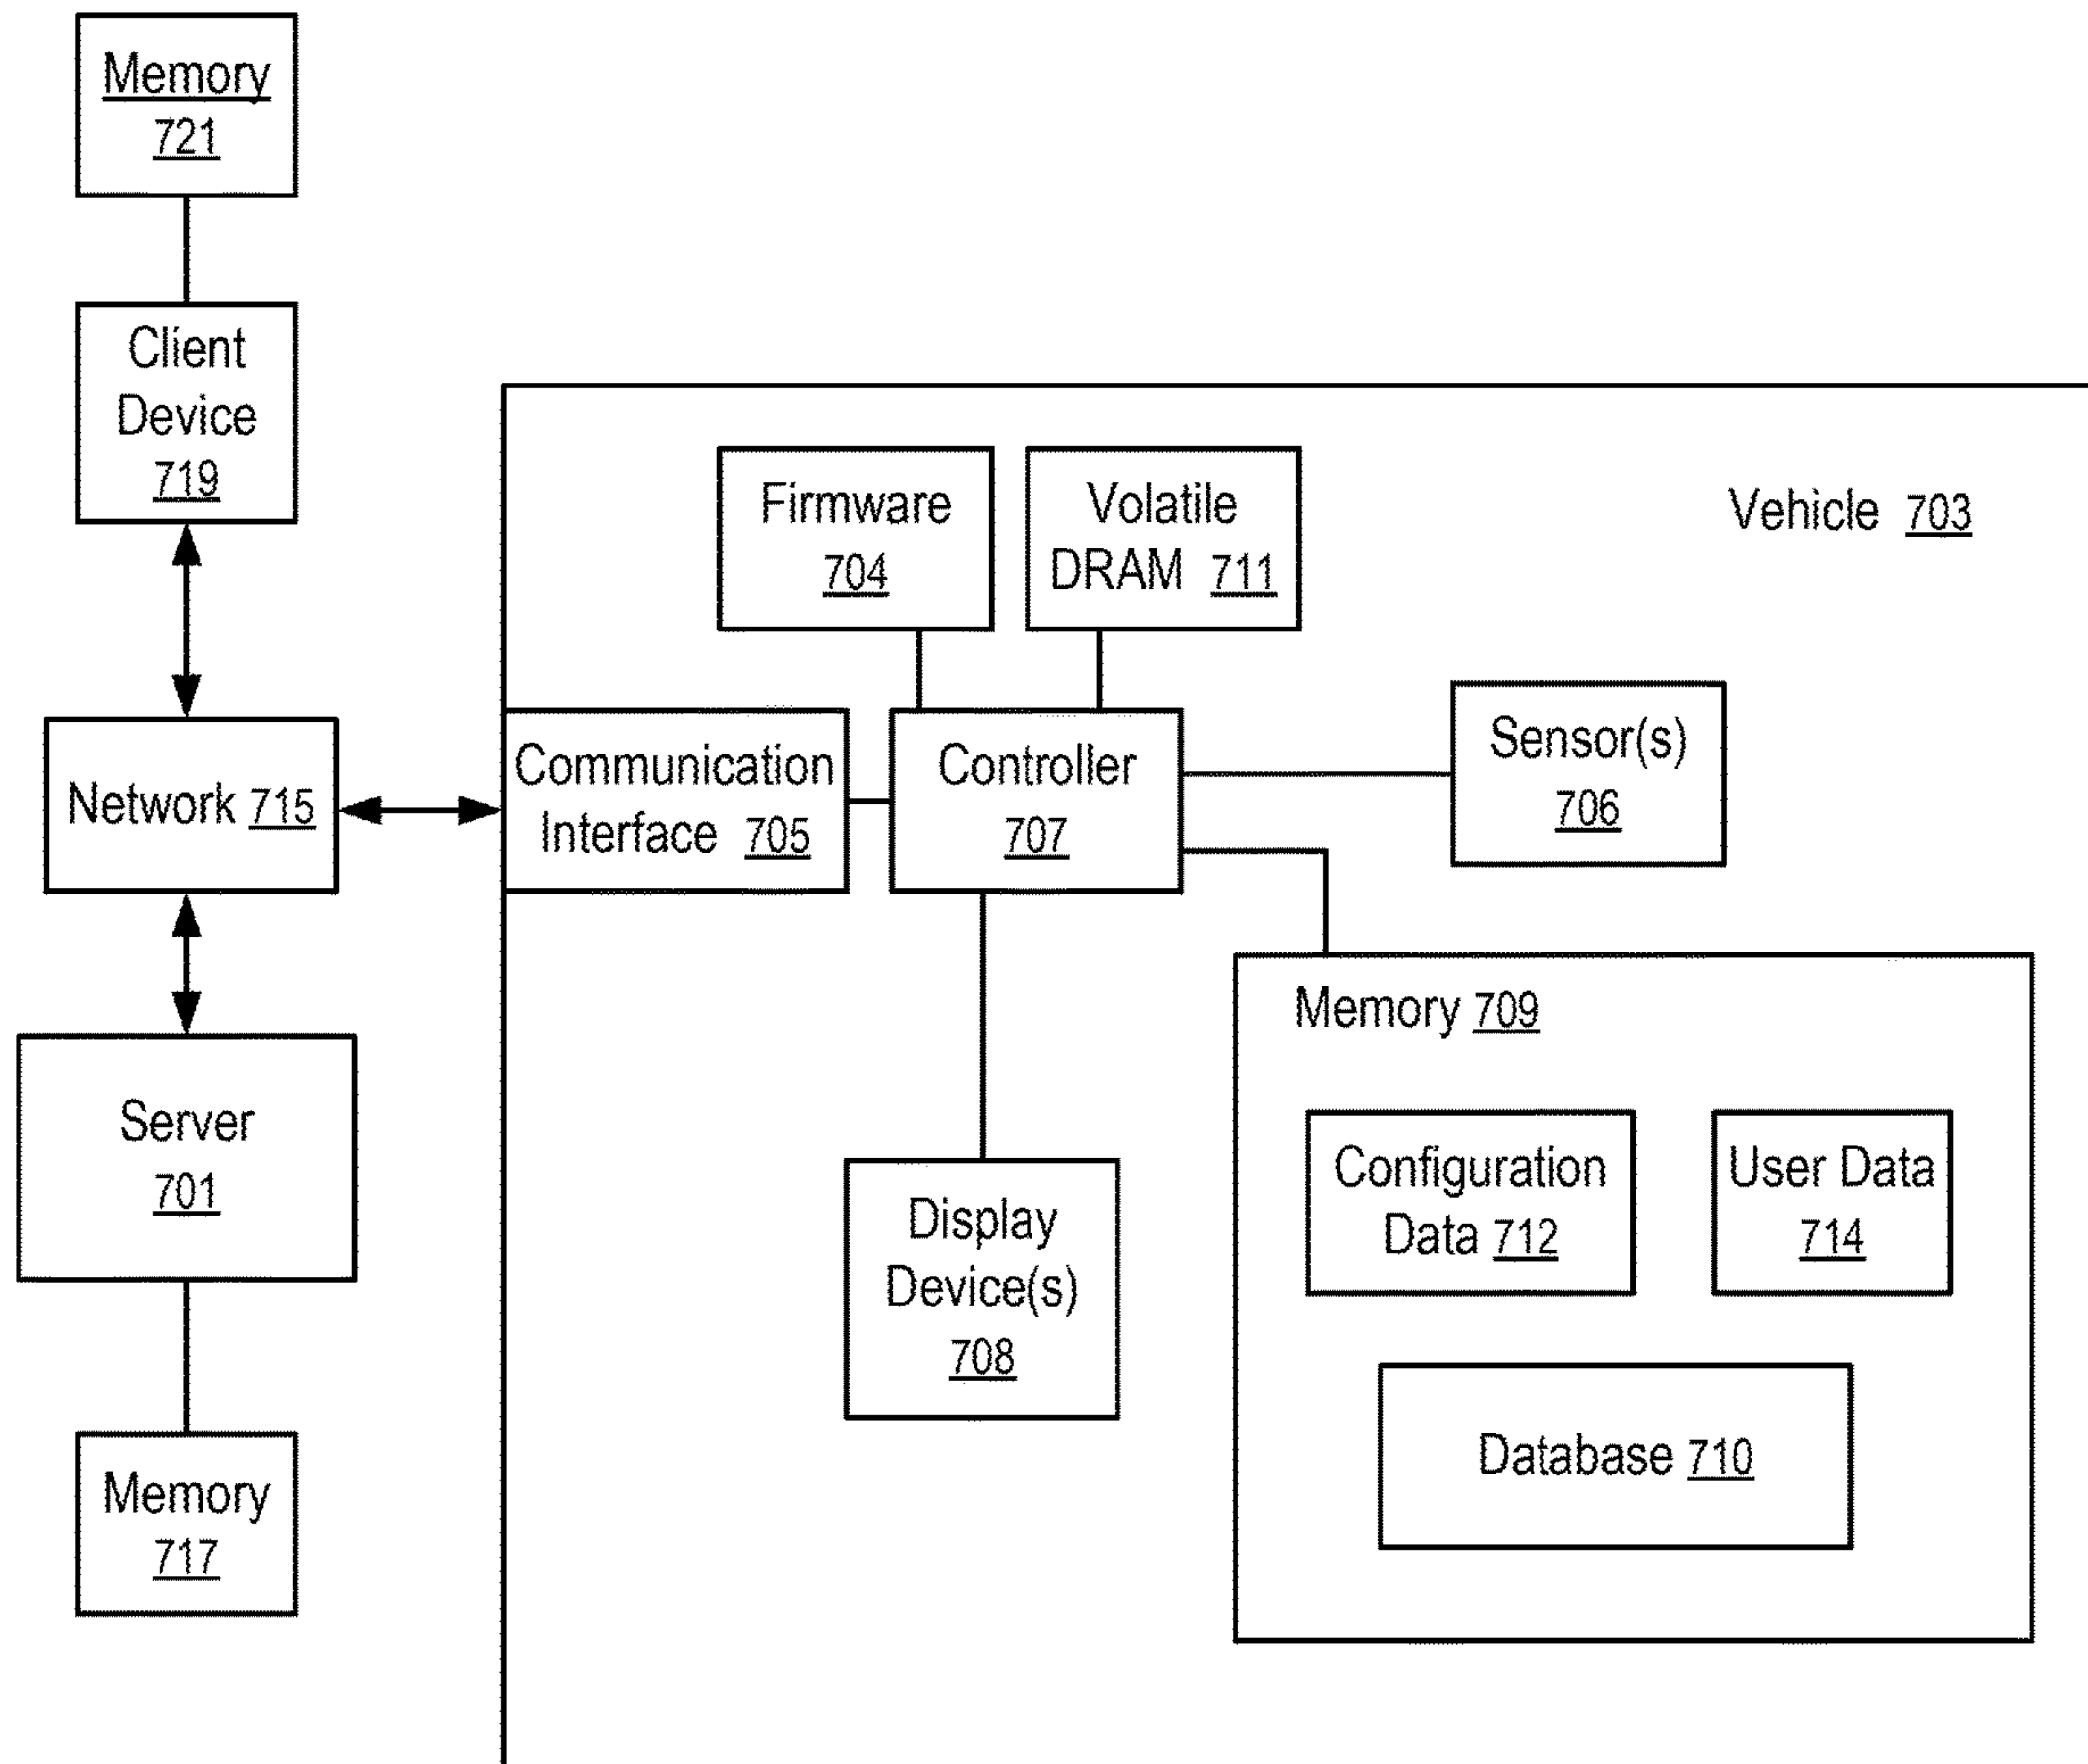 Memory
721
Client
Device
719
Network 715
Server
701
Memory
717
Vehicle 703
Firmware
704
Volatile
DRAM 711
Communication
Interface 705
Controller
707
Sensor(s)
706
Display
Device(s)
708
Memory 709
Configuration
Data 712
User Data
714
Database 710